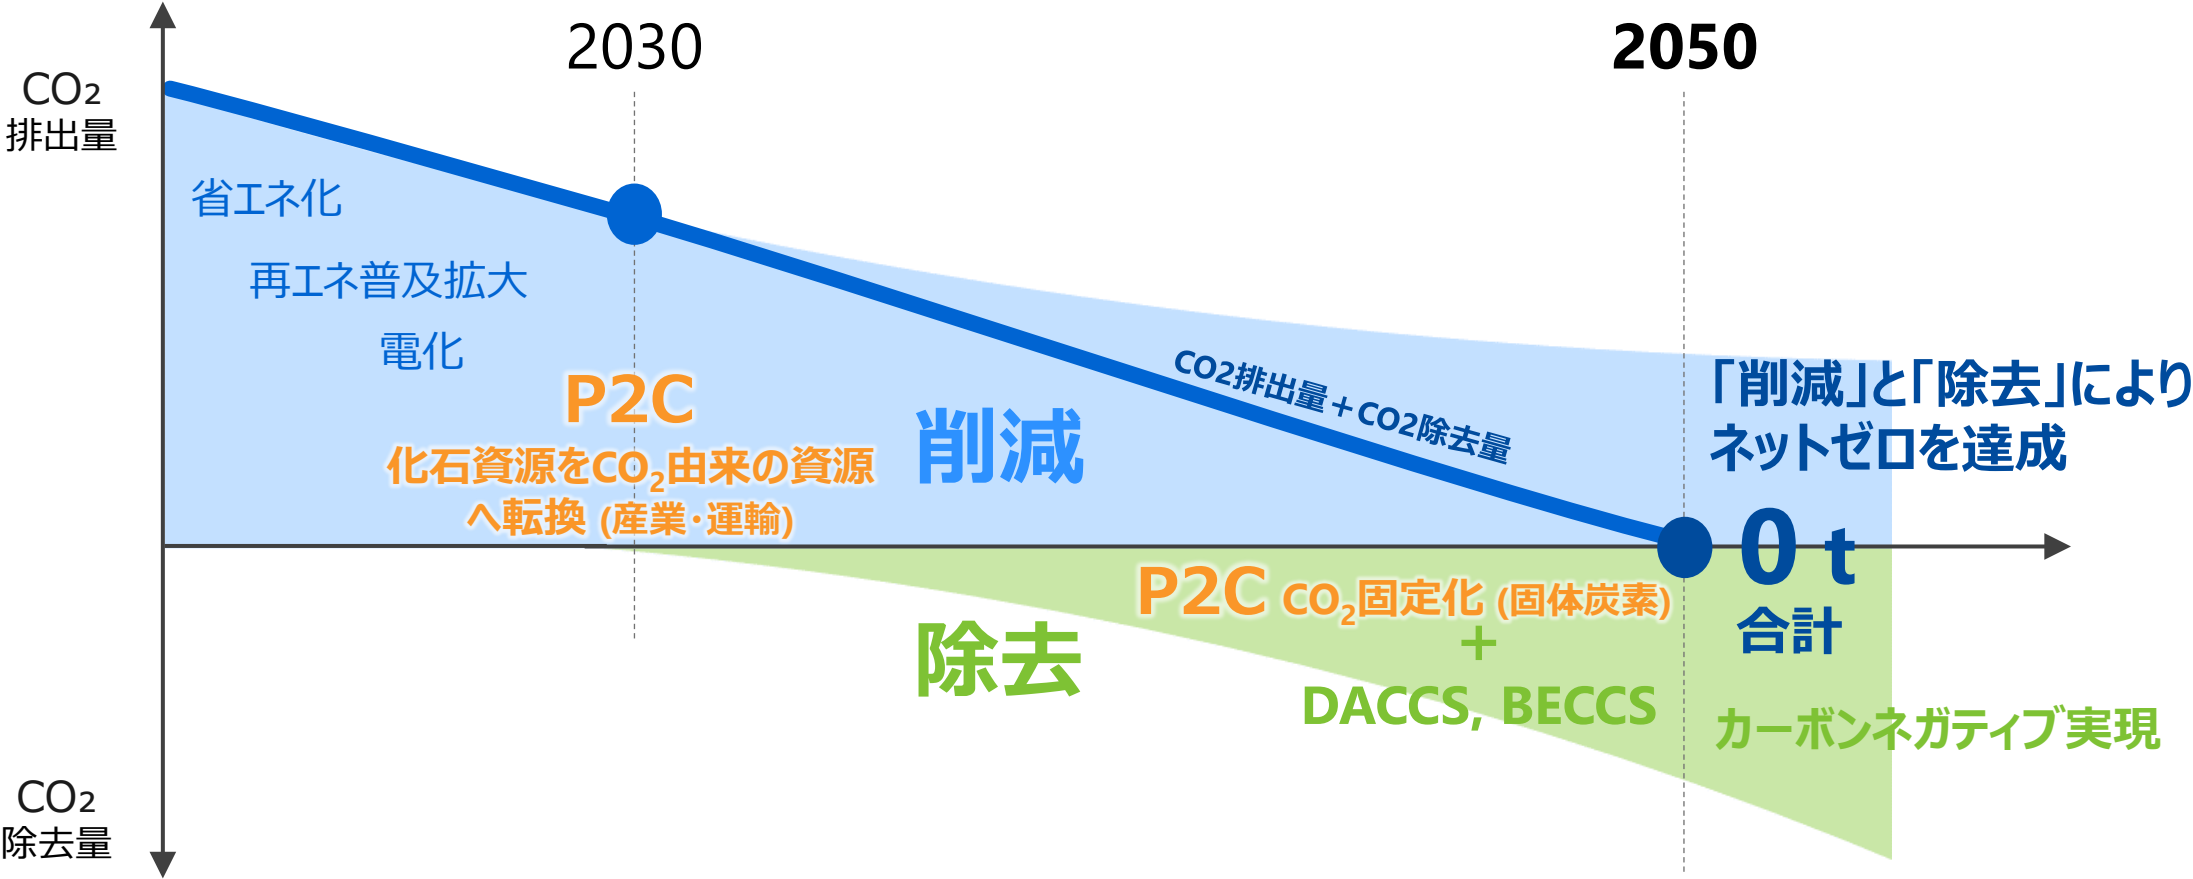 2030
2050
CO₂
排出量
省エネ化
再エネ普及拡大
電化
P2C
化石資源をCO₂由来の資源
へ転換 (産業・運輸)
削減
CO2排出量＋CO2除去量
「削減」と「除去」により
ネットゼロを達成
0 t
合計
P2C CO₂固定化 (固体炭素)
+
DACCS, BECCS
除去
カーボンネガティブ実現
CO₂
除去量